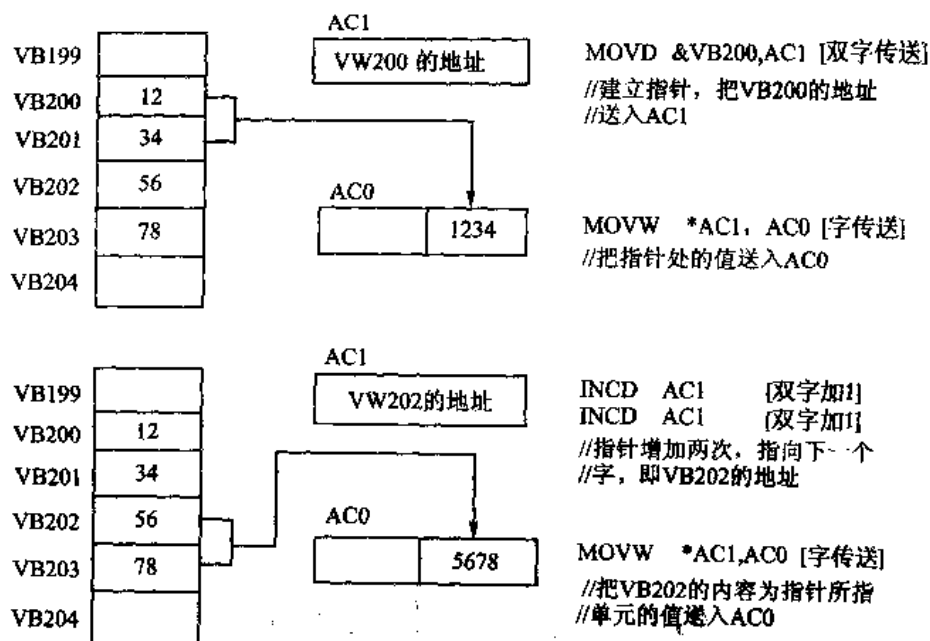 AC1
VB199
VW200 的地址
MOVD &VB200,AC1 [双字传送]
VB200 12
//建立指针，把VB200的地址
//送入AC1
VB201 34
VB202 56
AC0
VB203 78
1234
MOVW *AC1, AC0 [字传送]
//把指针处的值送入AC0
VB204
AC1
VB199
VW202的地址
INCD AC1 [双字加1]
INCD AC1 [双字加1]
VB200 12
//指针增加两次，指向下一个
//字，即VB202的地址
VB201 34
VB202 56
AC0
VB203 78
5678
MOVW *AC1,AC0 [字传送]
//把VB202的内容为指针所指
//单元的值送入AC0
VB204